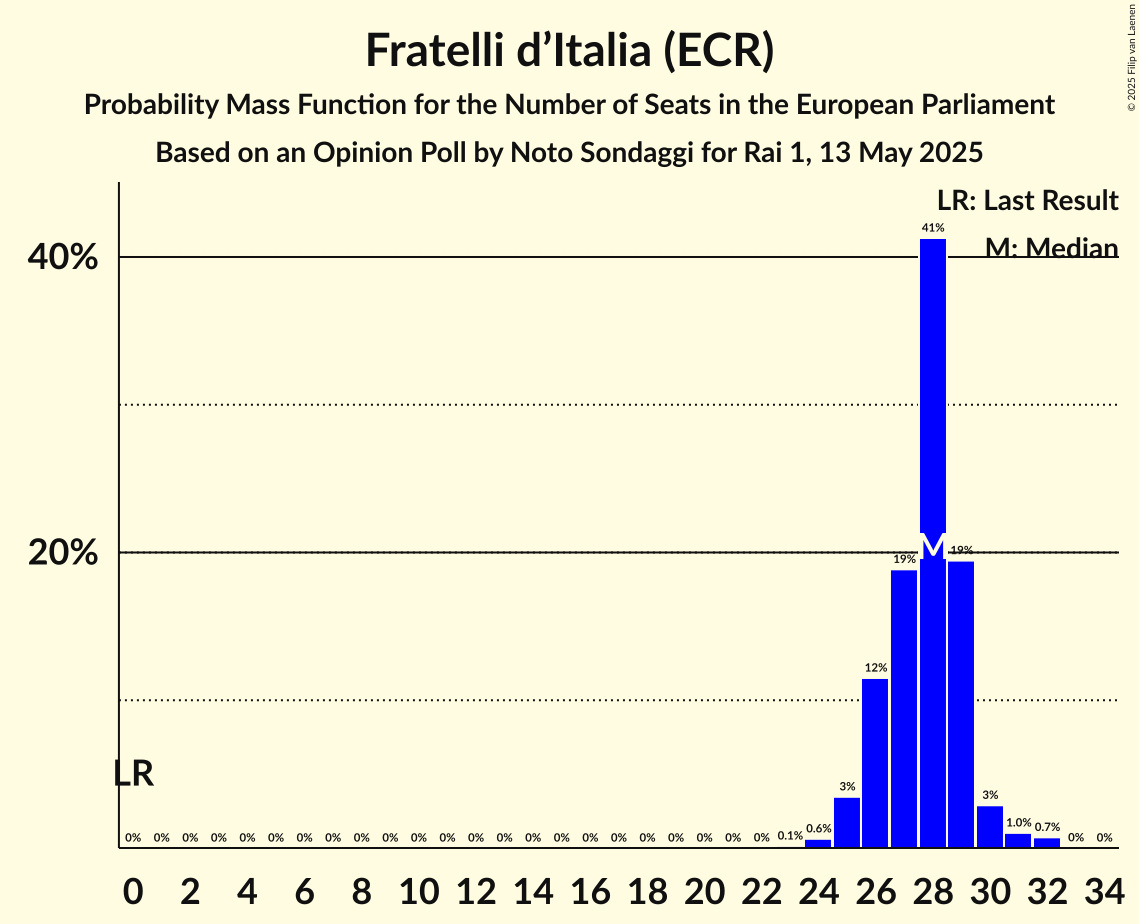 Fratelli d’Italia (ECR)
Probability Mass Function for the Number of Seats in the European Parliament
Based on an Opinion Poll by Noto Sondaggi for Rai 1, 13 May 2025
© 2025 Filip van Laenen
LR: Last Result
M: Median
41%
40%
20%
19% M 19%
12%
LR
3% 3%
0% 0% 0% 0% 0% 0% 0% 0% 0% 0% 0% 0% 0% 0% 0% 0% 0% 0% 0% 0% 0% 0% 0% 0.1% 0.6% 1.0% 0.7% 0% 0%
0 2 4 6 8 10 12 14 16 18 20 22 24 26 28 30 32 34